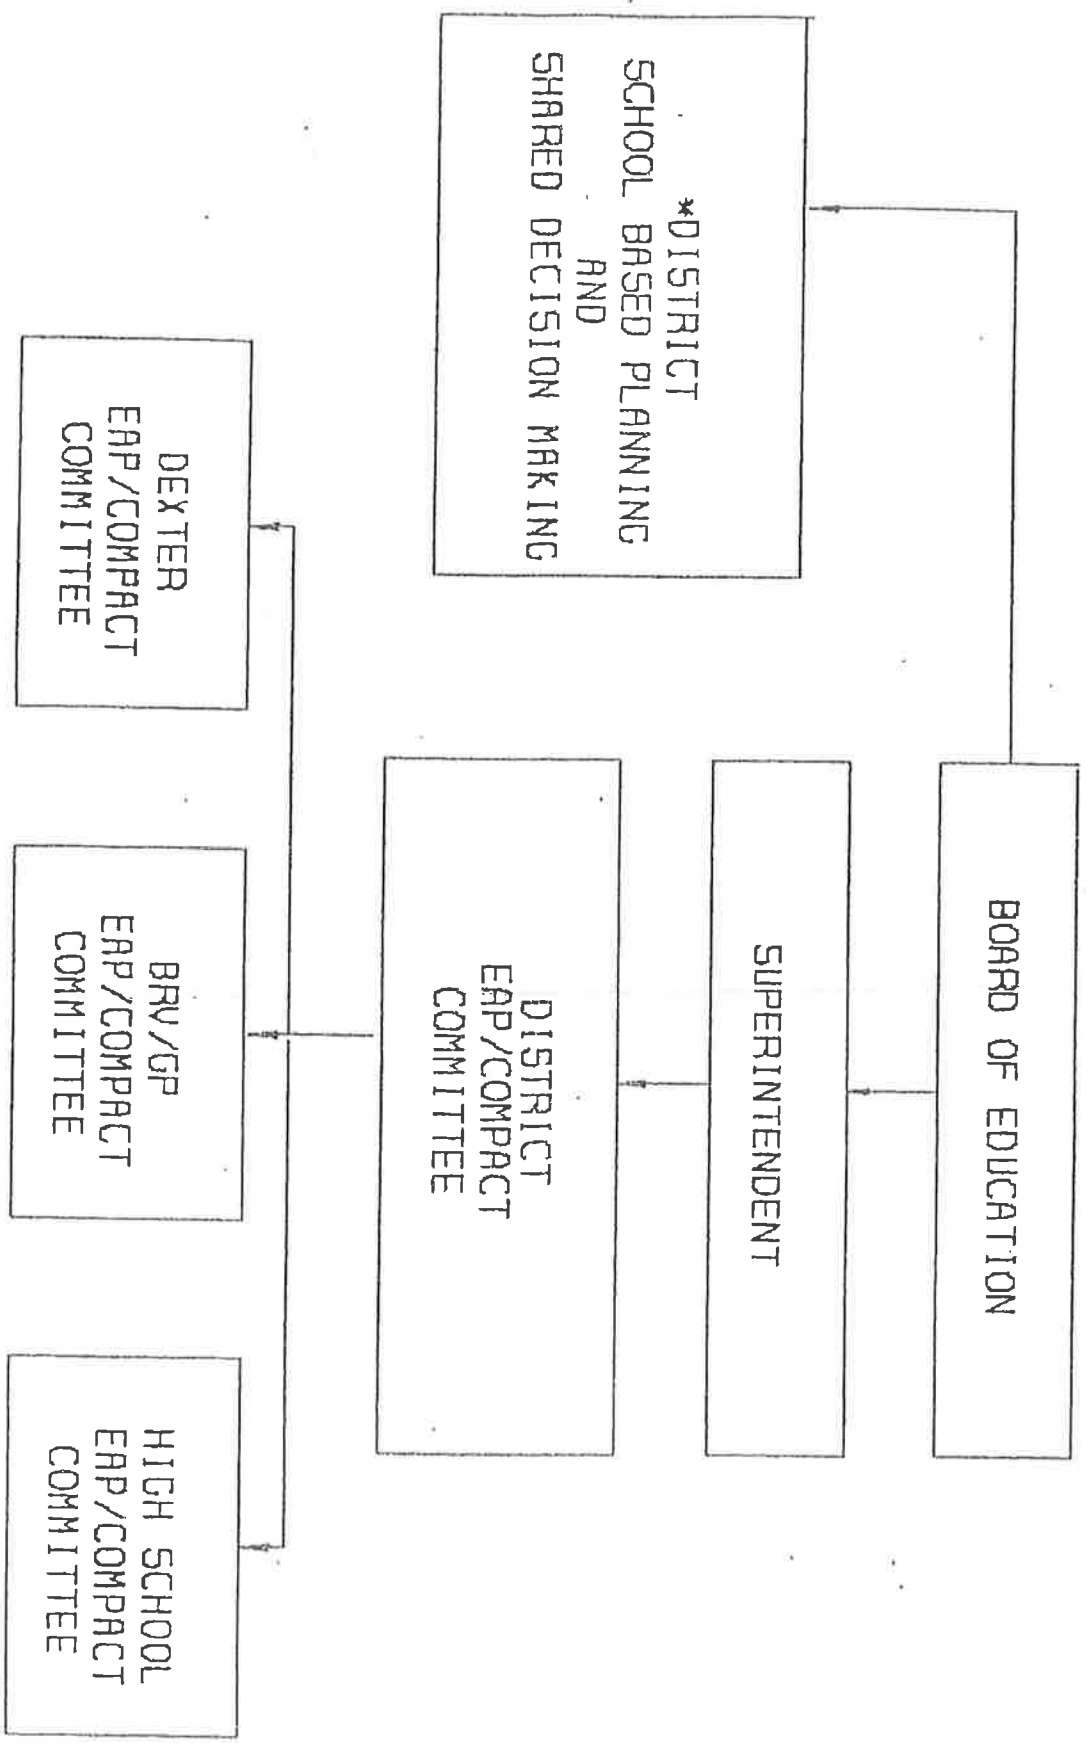 BOARD OF EDUCATION
SUPERINTENDENT
*DISTRICT
SCHOOL BASED PLANNING
AND
SHARED DECISION MAKING
DISTRICT
EAP/COMPACT
COMMITTEE
DEXTER
EAP/COMPACT
COMMITTEE
BRV/GP
EAP/COMPACT
COMMITTEE
HIGH SCHOOL
EAP/COMPACT
COMMITTEE